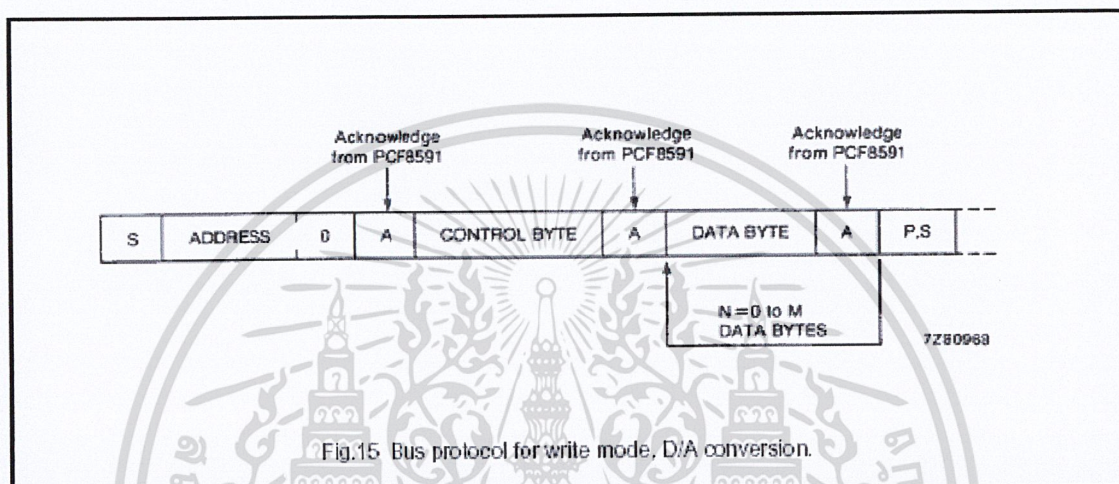 Acknowledge Acknowledge Acknowledge
from PCF8591 from PCF8591 from PCF8591
S ADDRESS 0 A CONTROL BYTE A DATA BYTE A P,S
N=0 to M
DATA BYTES
7Z80968
Fig.15 Bus protocol for write mode, D/A conversion.